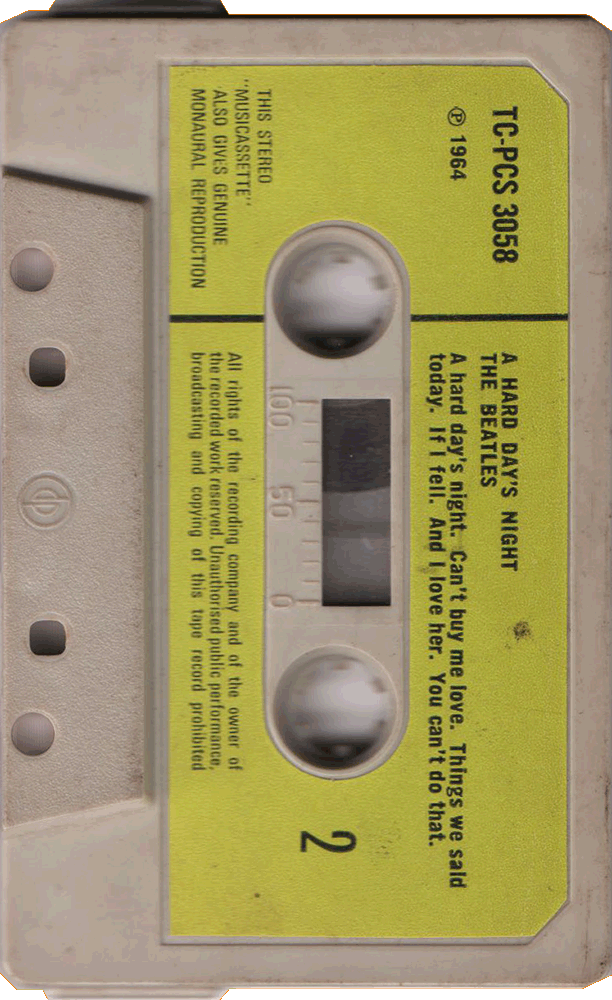 TC-PCS 3058
℗ 1964
A HARD DAY'S NIGHT
THE BEATLES
A hard day's night. Can't buy me love. Things we said
today. If I fell. And I love her. You can't do that.
100 50 0
2
THIS STEREO
"MUSICASSETTE"
ALSO GIVES GENUINE
MONAURAL REPRODUCTION
All rights of the recording company and of the owner of
the recorded work reserved. Unauthorised public performance,
broadcasting and copying of this tape record prohibited